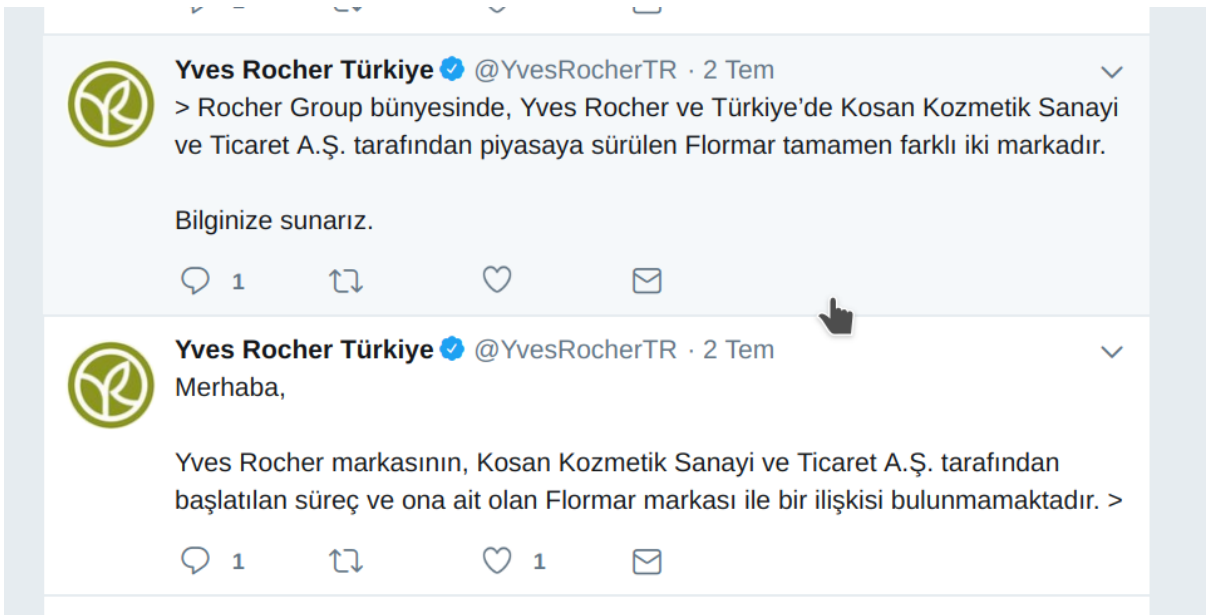 Yves Rocher Türkiye @YvesRocherTR · 2 Tem
> Rocher Group bünyesinde, Yves Rocher ve Türkiye’de Kosan Kozmetik Sanayi
ve Ticaret A.Ş. tarafından piyasaya sürülen Flormar tamamen farklı iki markadır.
Bilginize sunarız.
1
Yves Rocher Türkiye @YvesRocherTR · 2 Tem
Merhaba,
Yves Rocher markasının, Kosan Kozmetik Sanayi ve Ticaret A.Ş. tarafından
başlatılan süreç ve ona ait olan Flormar markası ile bir ilişkisi bulunmamaktadır. >
1 1